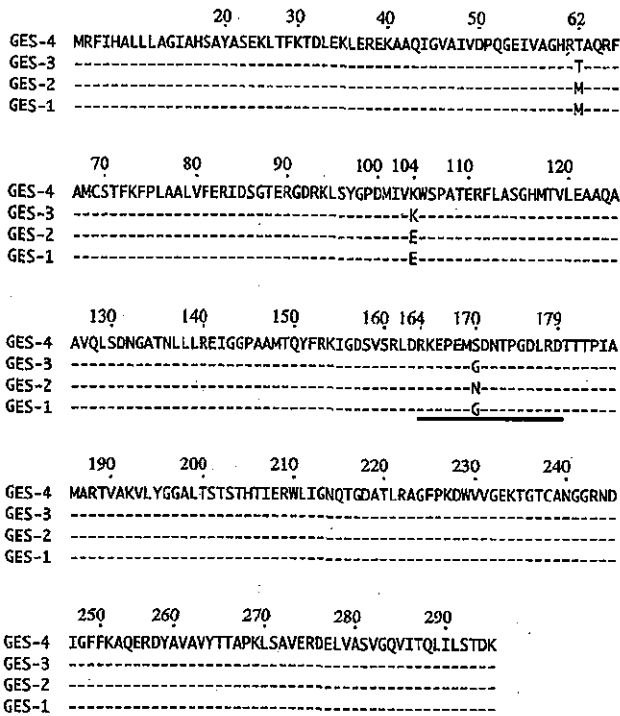 20 30 40 50 62
GES-4 MRFIHALLLAGIAHSAYASEKLTFKTDLEKLEREKAAQIGVAIVDPQGEIVAGHRTAQRF
GES-3 --------------------------------------------------------T----
GES-2 --------------------------------------------------------M----
GES-1 --------------------------------------------------------M----
70 80 90 100 104 110 120
GES-4 AMCSTFKFPLAALVFERIDSGTERGDRKLSYGPDMIVKWSPATERFLASGHMTVLEAAQA
GES-3 -------------------------------------K----------------------
GES-2 -------------------------------------E----------------------
GES-1 -------------------------------------E----------------------
130 140 150 160 164 170 179
GES-4 AVQLSDNGATNLLLREIGGPAAMTQYFRKIGDSVSRLDRKEPEMSDNTPGDLRDTTTPIA
GES-3 --------------------------------------------G---------------
GES-2 --------------------------------------------N---------------
GES-1 --------------------------------------------G---------------
190 200 210 220 230 240
GES-4 MARTVAKVLYGGALTSTSTHTIERWLIGNQTGDATLRAGFPKDWVVGEKTGTCANGGRND
GES-3 ------------------------------------------------------------
GES-2 ------------------------------------------------------------
GES-1 ------------------------------------------------------------
250 260 270 280 290
GES-4 IGFFKAQERDYAVAVYTTAPKLSAVERDELVASVGQVITQLILSTDK
GES-3 -----------------------------------------------
GES-2 -----------------------------------------------
GES-1 -----------------------------------------------